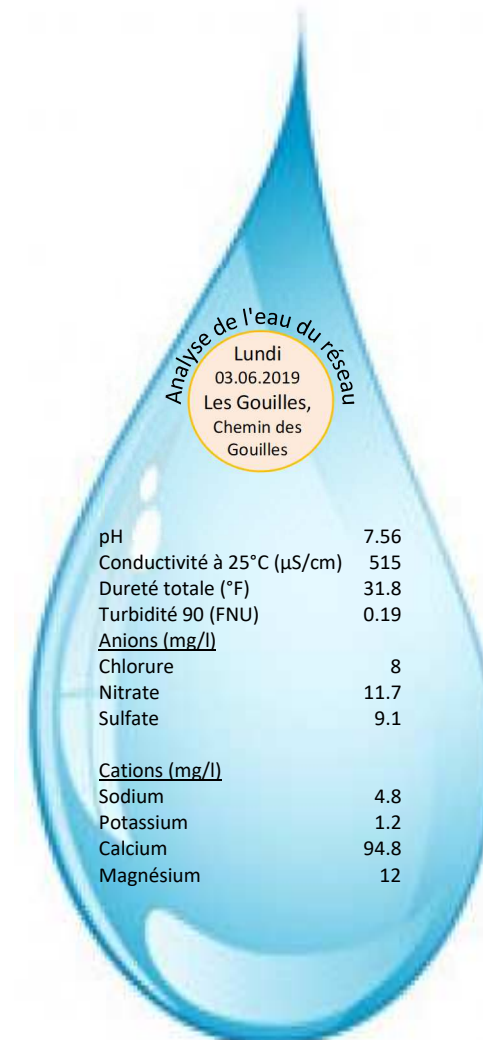 Analyse de l'eau du réseau
Lundi
03.06.2019
Les Gouilles,
Chemin des
Gouilles
pH 7.56
Conductivité à 25°C (µS/cm) 515
Dureté totale (°F) 31.8
Turbidité 90 (FNU) 0.19
Anions (mg/l)
Chlorure 8
Nitrate 11.7
Sulfate 9.1
Cations (mg/l)
Sodium 4.8
Potassium 1.2
Calcium 94.8
Magnésium 12